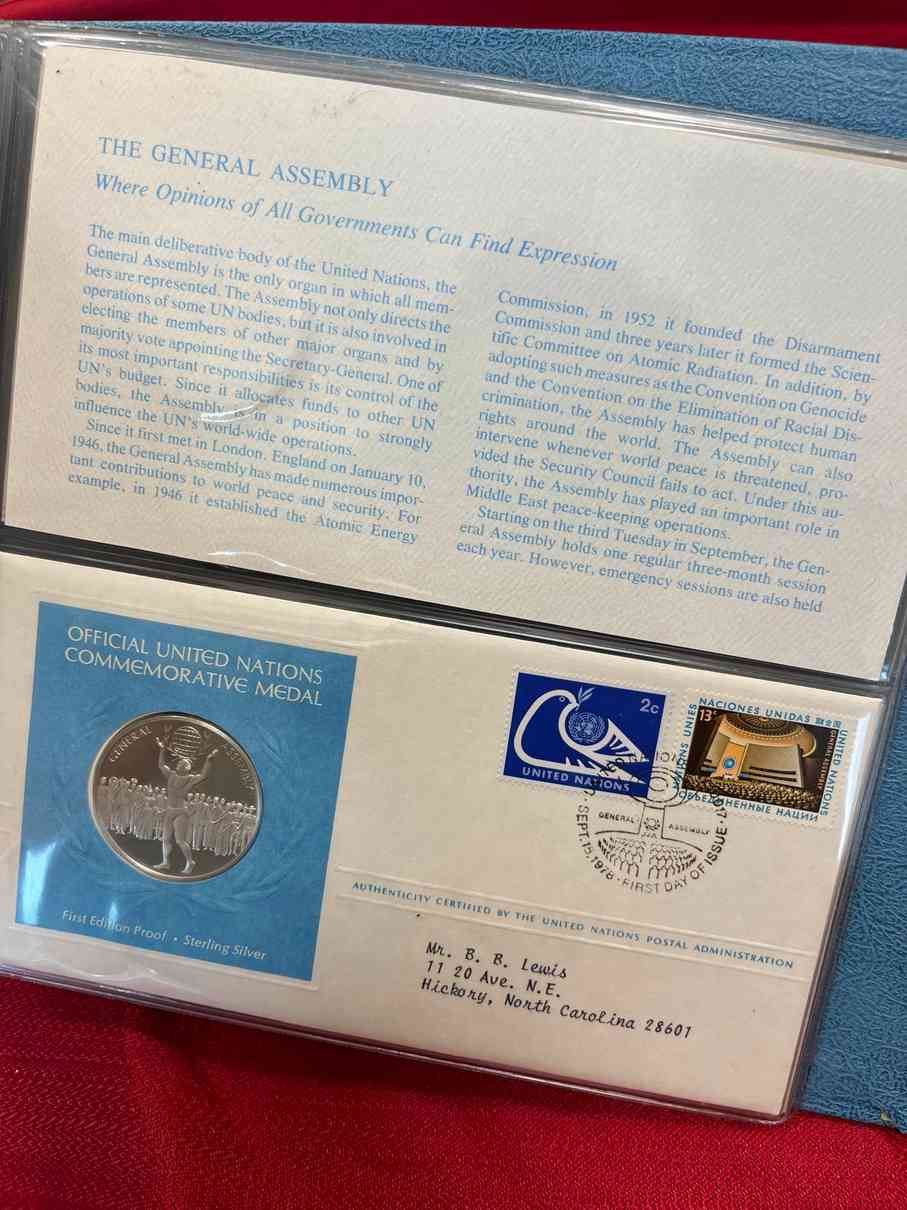 THE GENERAL ASSEMBLY
Where Opinions of All Governments Can Find Expression
The main deliberative body of the United Nations, the
General Assembly is the only organ in which all mem-
bers are represented. The Assembly not only directs the
operations of some UN bodies, but it is also involved in
electing the members of other major organs and by
majority vote appointing the Secretary-General. One of
its most important responsibilities is its control of the
UN's budget. Since it allocates funds to other UN
bodies, the Assembly is in a position to strongly
influence the UN's world-wide operations.
Since it first met in London, England on January 10,
1946, the General Assembly has made numerous impor-
tant contributions to world peace and security. For
example, in 1946 it established the Atomic Energy
Commission, in 1952 it founded the Disarmament
Commission and three years later it formed the Scien-
tific Committee on Atomic Radiation. In addition, by
adopting such measures as the Convention on Genocide
and the Convention on the Elimination of Racial Dis-
crimination, the Assembly has helped protect human
rights around the world. The Assembly can also
intervene whenever world peace is threatened, pro-
vided the Security Council fails to act. Under this au-
thority, the Assembly has played an important role in
Middle East peace-keeping operations.
Starting on the third Tuesday in September, the Gen-
eral Assembly holds one regular three-month session
each year. However, emergency sessions are also held
OFFICIAL UNITED NATIONS
COMMEMORATIVE MEDAL
GENERAL ASSEMBLY
First Edition Proof • Sterling Silver
2c
UNITED NATIONS
NACIONES UNIDAS 聯合国
13c
NATIONS UNIES
GENERAL ASSEMBLY
UNITED NATIONS
ОБЪЕДИНЕННЫЕ НАЦИИ
GENERAL ASSEMBLY
SEPT. 15, 1978 · FIRST DAY OF ISSUE
10017
AUTHENTICITY CERTIFIED BY THE UNITED NATIONS POSTAL ADMINISTRATION
Mr. B. B. Lewis
11 20 Ave. N.E.
Hickory, North Carolina 28601